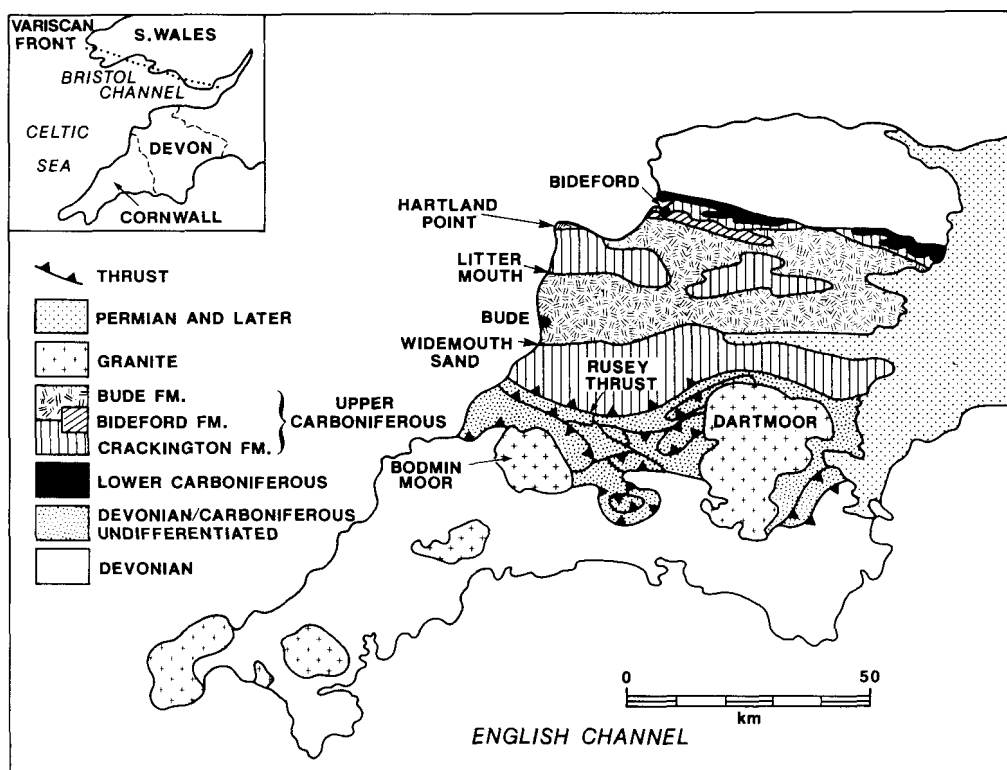 VARISCAN
FRONT
S. WALES
BRISTOL
CHANNEL
CELTIC
SEA
DEVON
CORNWALL
THRUST
PERMIAN AND LATER
GRANITE
BUDE FM.
BIDEFORD FM.
CRACKINGTON FM.
UPPER
CARBONIFEROUS
LOWER CARBONIFEROUS
DEVONIAN/CARBONIFEROUS
UNDIFFERENTIATED
DEVONIAN
BIDEFORD
HARTLAND
POINT
LITTER
MOUTH
BUDE
WIDEMOUTH
SAND
RUSEY
THRUST
DARTMOOR
BODMIN
MOOR
0 50
km
ENGLISH CHANNEL